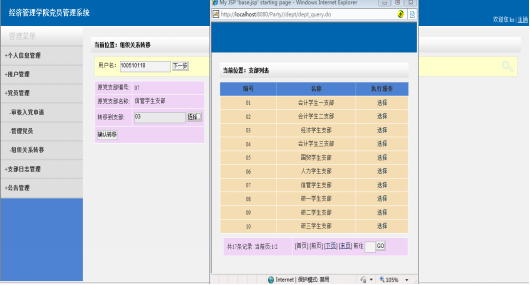 经济管理学院党员管理系统
欢迎您 to | 注销
管理菜单
+个人信息管理
+账户管理
+党员管理
-审核入党申请
-管理党员
-组织关系转移
+支部日志管理
+公告管理
当前位置：组织关系转移
用户名： 100510118 下一步
原党支部编号: 07
原党支部名称: 信管学生支部
转移到支部: 03 选择
确认转移
My JSP 'base.jsp' starting page - Windows Internet Explorer
http://localhost:8080/Party//dept/dept_query.do
当前位置：支部列表
编号 名称 执行操作
01 会计学生一支部 选择
02 会计学生二支部 选择
03 经济学生支部 选择
04 会计学生三支部 选择
05 国贸学生支部 选择
06 人力学生支部 选择
07 信管学生支部 选择
08 研一学生支部 选择
09 研二学生支部 选择
10 研三学生支部 选择
共17条记录 当前页:1/2 [首页] [前页] [下页] [末页] 前往 GO
Internet | 保护模式: 禁用 105%